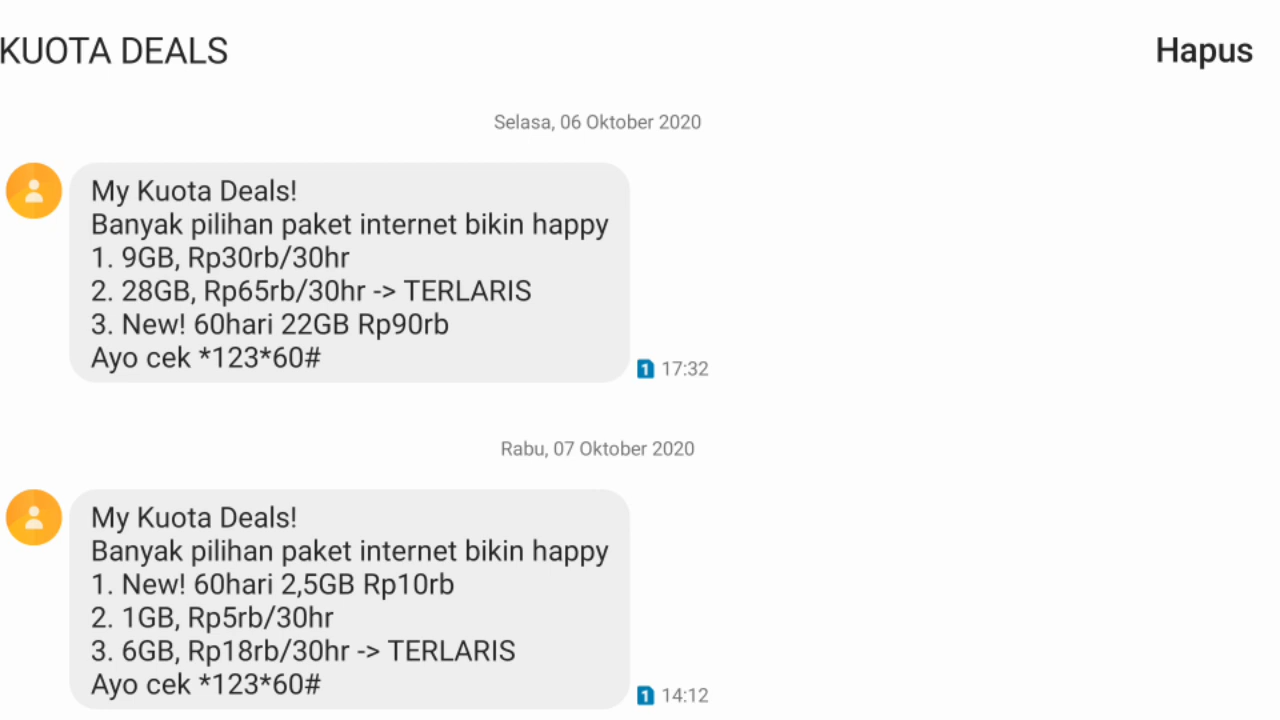 KUOTA DEALS
Hapus
Selasa, 06 Oktober 2020
My Kuota Deals!
Banyak pilihan paket internet bikin happy
1. 9GB, Rp30rb/30hr
2. 28GB, Rp65rb/30hr -> TERLARIS
3. New! 60hari 22GB Rp90rb
Ayo cek *123*60#
1 17:32
Rabu, 07 Oktober 2020
My Kuota Deals!
Banyak pilihan paket internet bikin happy
1. New! 60hari 2,5GB Rp10rb
2. 1GB, Rp5rb/30hr
3. 6GB, Rp18rb/30hr -> TERLARIS
Ayo cek *123*60#
1 14:12